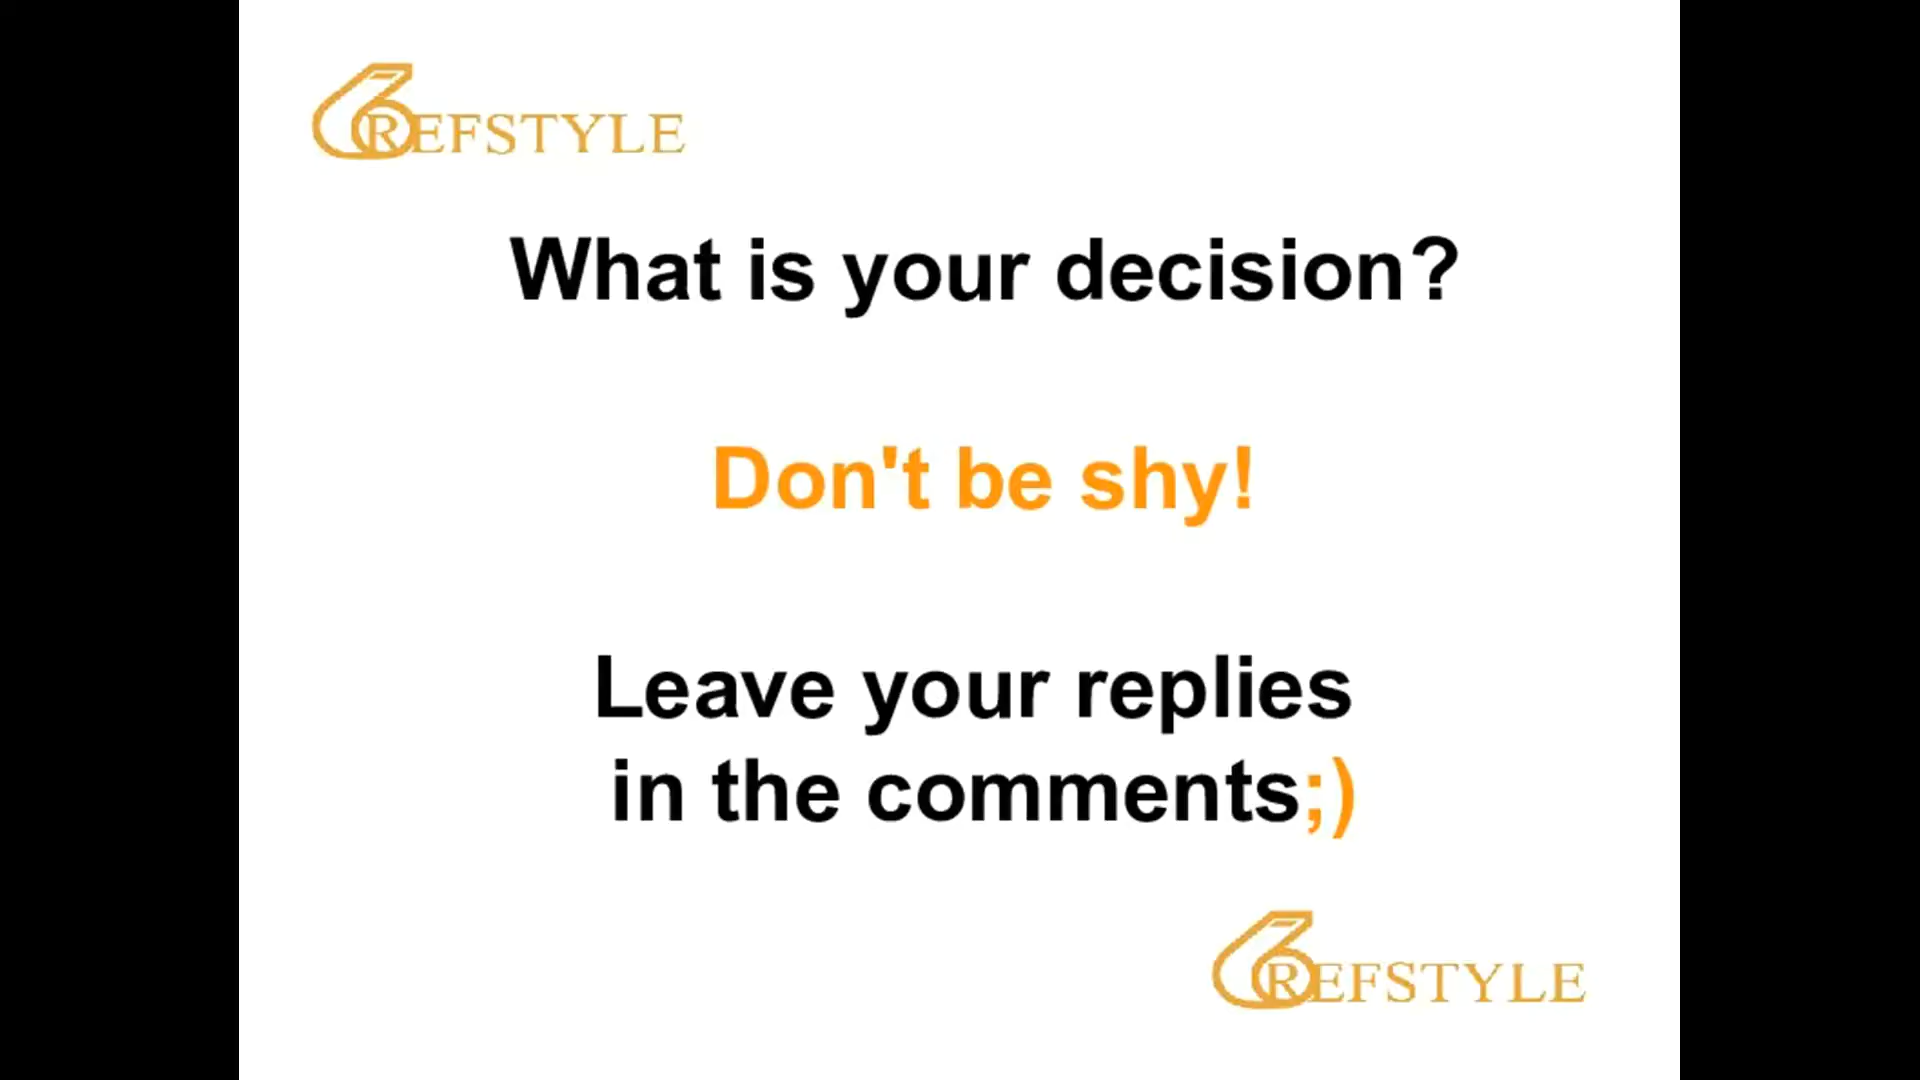 REFSTYLE
What is your decision?
Don't be shy!
Leave your replies
in the comments;)
REFSTYLE